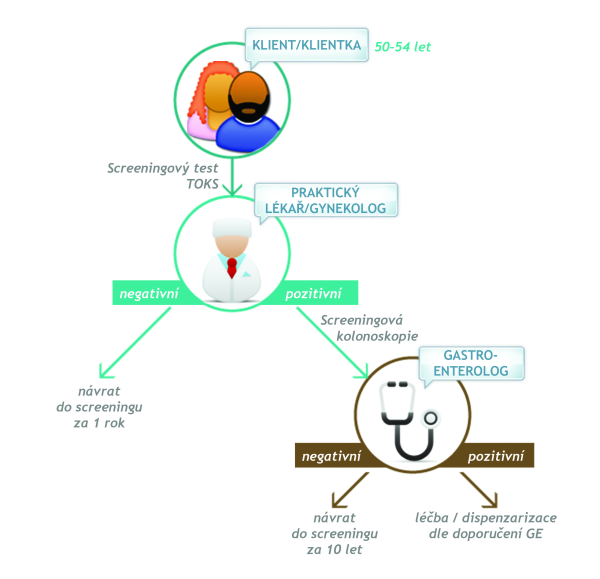 KLIENT/KLIENTKA
50–54 let
Screeningový test
TOKS
PRAKTICKÝ
LÉKAŘ/GYNEKOLOG
negativní
pozitivní
Screeningová
kolonoskopie
návrat
do screeningu
za 1 rok
GASTRO-
ENTEROLOG
negativní
pozitivní
návrat
do screeningu
za 10 let
léčba / dispenzarizace
dle doporučení GE